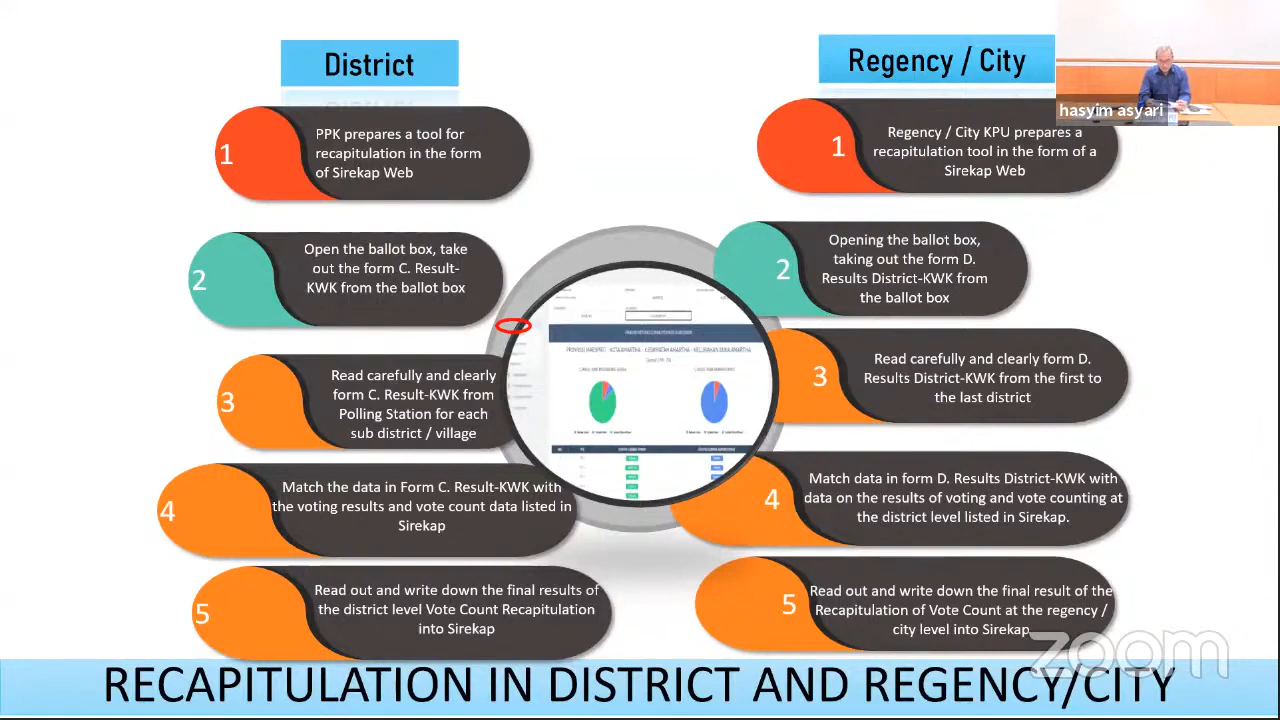 District
1
PPK prepares a tool for
recapitulation in the form
of Sirekap Web
2
Open the ballot box, take
out the form C. Result-
KWK from the ballot box
3
Read carefully and clearly
form C. Result-KWK from
Polling Station for each
sub district / village
4
Match the data in Form C. Result-KWK with
the voting results and vote count data listed in
Sirekap
5
Read out and write down the final results of
the district level Vote Count Recapitulation
into Sirekap
Regency / City
1
Regency / City KPU prepares a
recapitulation tool in the form of a
Sirekap Web
2
Opening the ballot box,
taking out the form D.
Results District-KWK from
the ballot box
3
Read carefully and clearly form D.
Results District-KWK from the first to
the last district
4
Match data in form D. Results District-KWK with
data on the results of voting and vote counting at
the district level listed in Sirekap.
5
Read out and write down the final result of the
Recapitulation of Vote Count at the regency /
city level into Sirekap
hasyim asyari
zoom
RECAPITULATION IN DISTRICT AND REGENCY/CITY